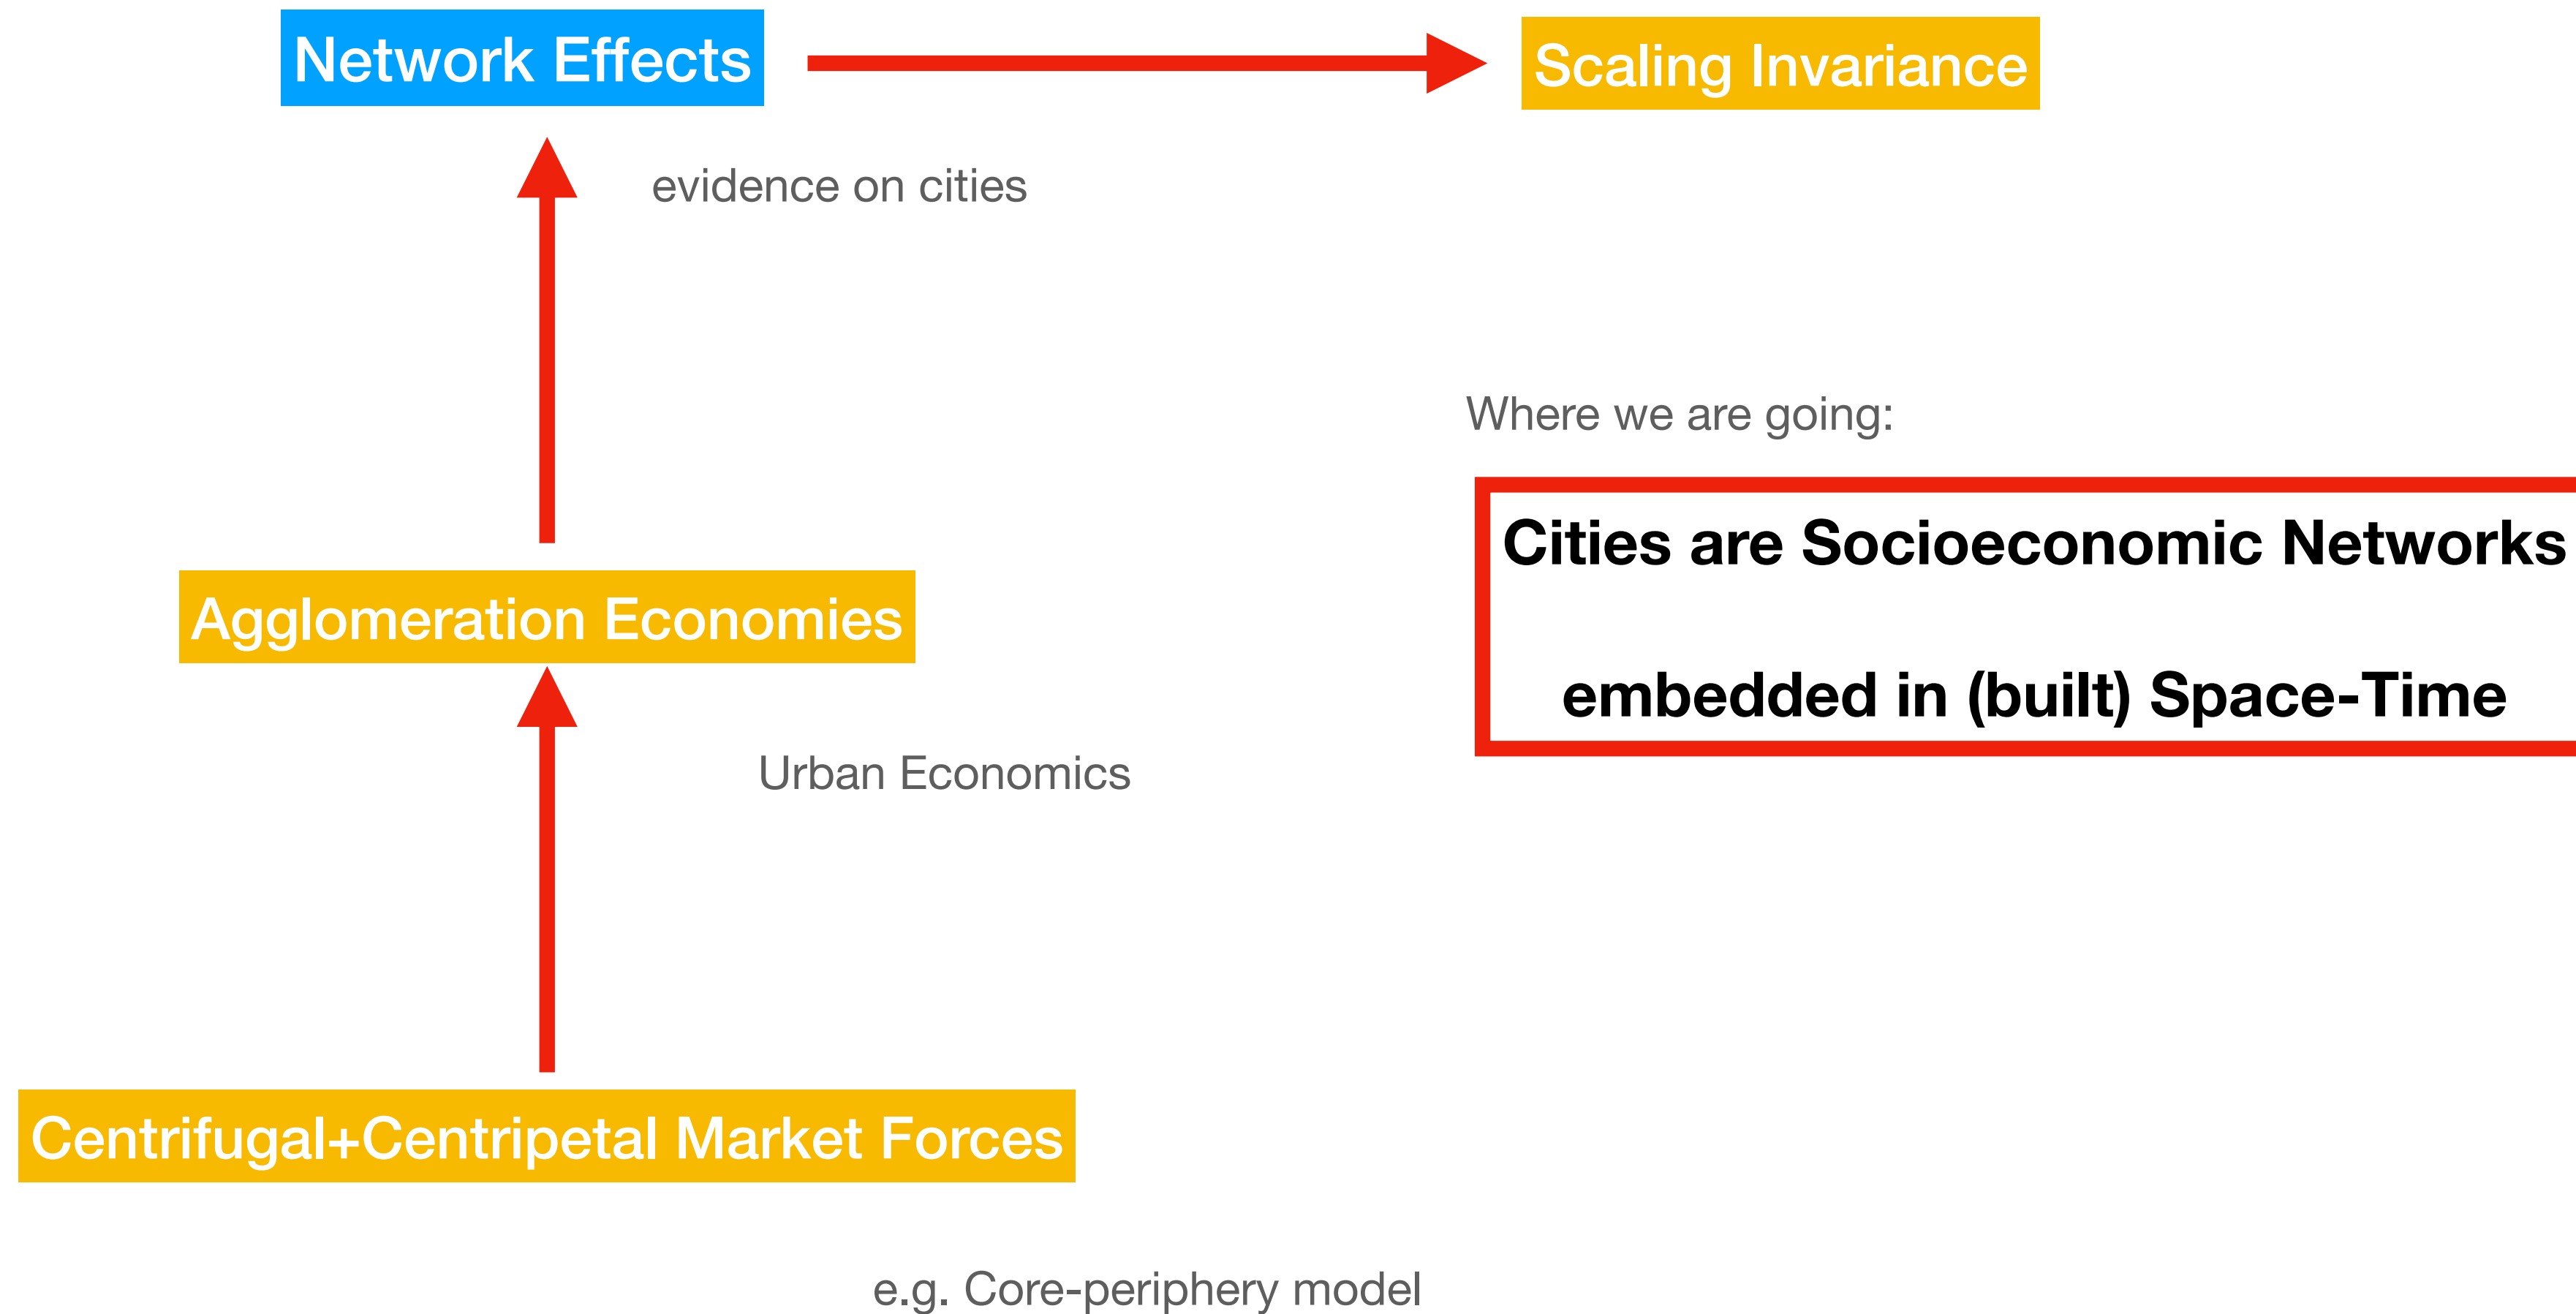 Network Effects
Scaling Invariance
evidence on cities
Where we are going:
Cities are Socioeconomic Networks
embedded in (built) Space-Time
Agglomeration Economies
Urban Economics
Centrifugal+Centripetal Market Forces
e.g. Core-periphery model